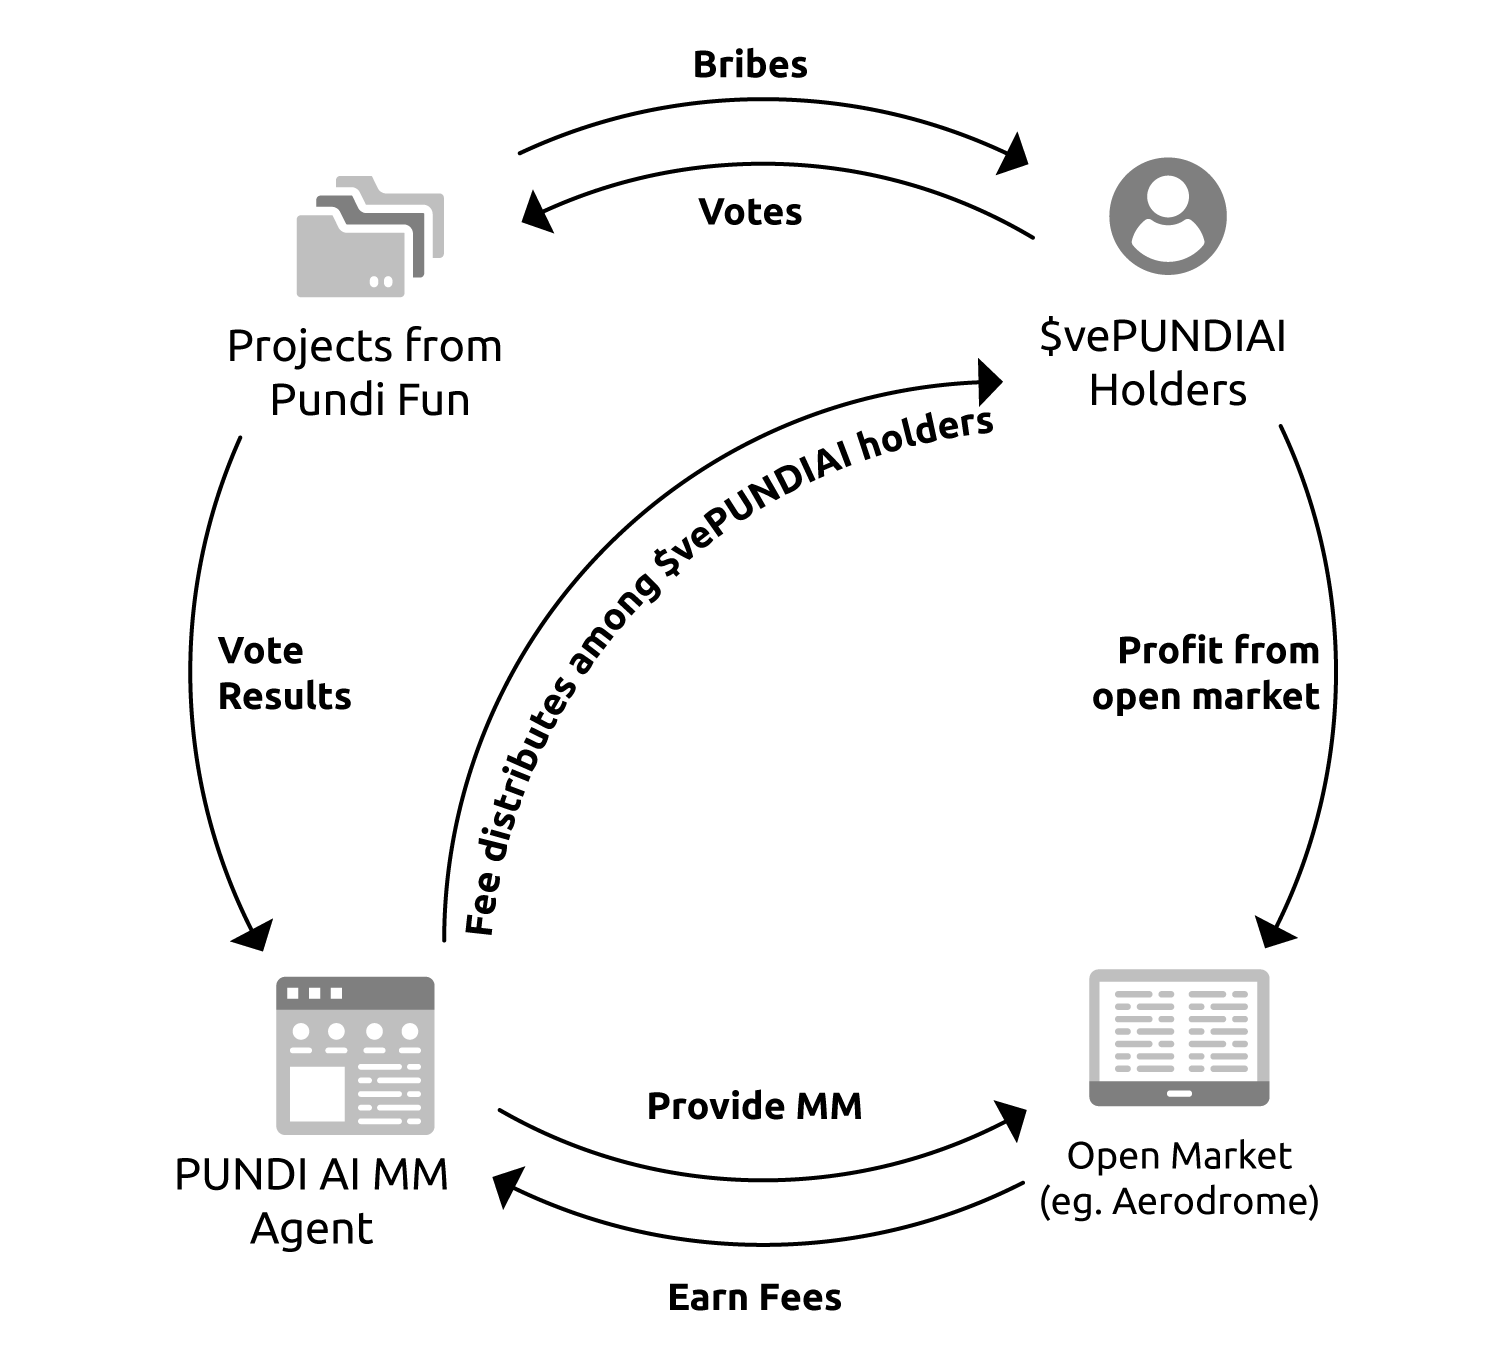 Bribes
Votes
Projects from
Pundi Fun
$vePUNDIAI
Holders
Fee distributes among $vePUNDIAI holders
Vote
Results
Profit from
open market
PUNDI AI MM
Agent
Provide MM
Open Market
(eg. Aerodrome)
Earn Fees